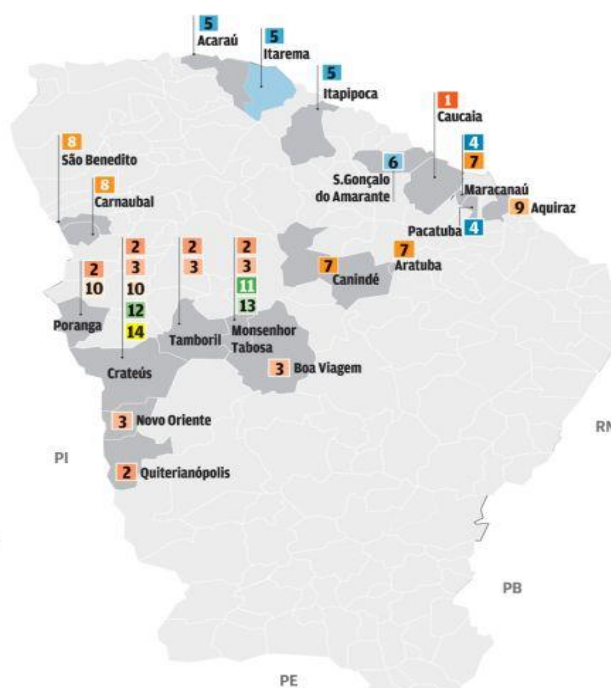 5
Acaraú
5
Itarema
5
Itapipoca
1
Caucaia
8
São Benedito
8
Carnaubal
6
S.Gonçalo
do Amarante
4
7
Maracanaú
Pacatuba 4
9 Aquiraz
7
Canindé
7
Aratuba
2
10
Poranga
2
3
10
12
14
Crateús
2
3
Tamboril
2
3
11
13
Monsenhor
Tabosa
3 Boa Viagem
3 Novo Oriente
2 Quiterianópolis
PI
RN
PB
PE